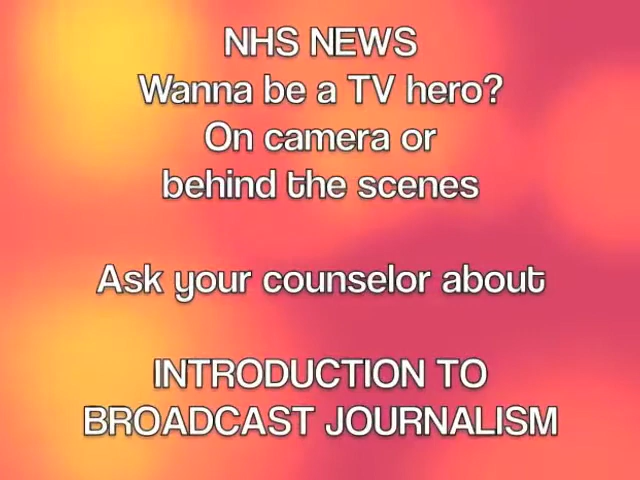 NHS NEWS
Wanna be a TV hero?
On camera or
behind the scenes
Ask your counselor about
INTRODUCTION TO
BROADCAST JOURNALISM